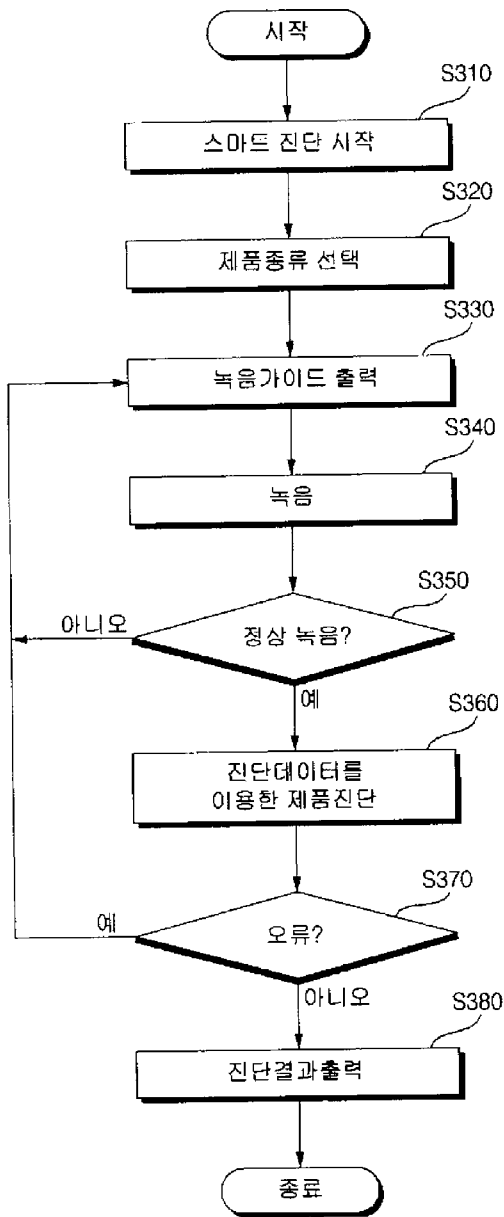 시작
S310
스마트 진단 시작
S320
제품종류 선택
S330
녹음가이드 출력
S340
녹음
S350
아니오
정상 녹음?
예
S360
진단데이터를
이용한 제품진단
S370
예
오류?
아니오
S380
진단결과출력
종료